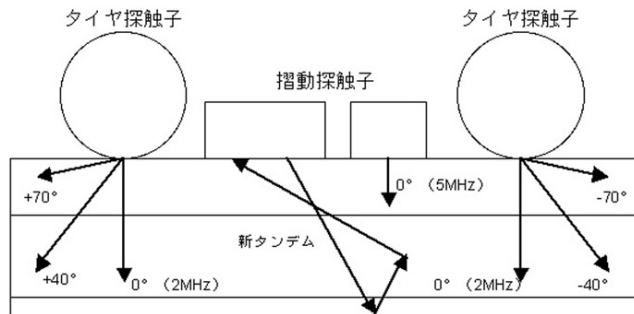 タイヤ探触子
タイヤ探触子
摺動探触子
+70°
0° (5MHz)
-70°
新タンデム
+40°
0° (2MHz)
0° (2MHz)
-40°